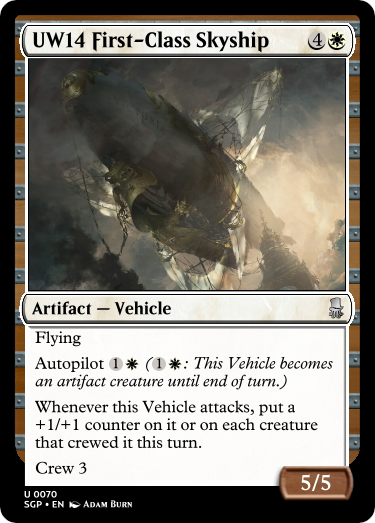 UW14 First-Class Skyship 4
Artifact — Vehicle
Flying
Autopilot 1 (1: This Vehicle becomes
an artifact creature until end of turn.)
Whenever this Vehicle attacks, put a
+1/+1 counter on it or on each creature
that crewed it this turn.
Crew 3
5/5
U 0070
SGP • EN Adam Burn